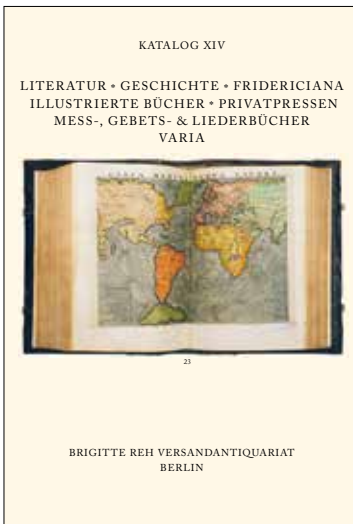 KATALOG XIV
LITERATUR • GESCHICHTE • FRIDERICIANA
ILLUSTRIERTE BÜCHER • PRIVATPRESSEN
MESS-, GEBETS- & LIEDERBÜCHER
VARIA
23
BRIGITTE REH VERSANDANTIQUARIAT
BERLIN